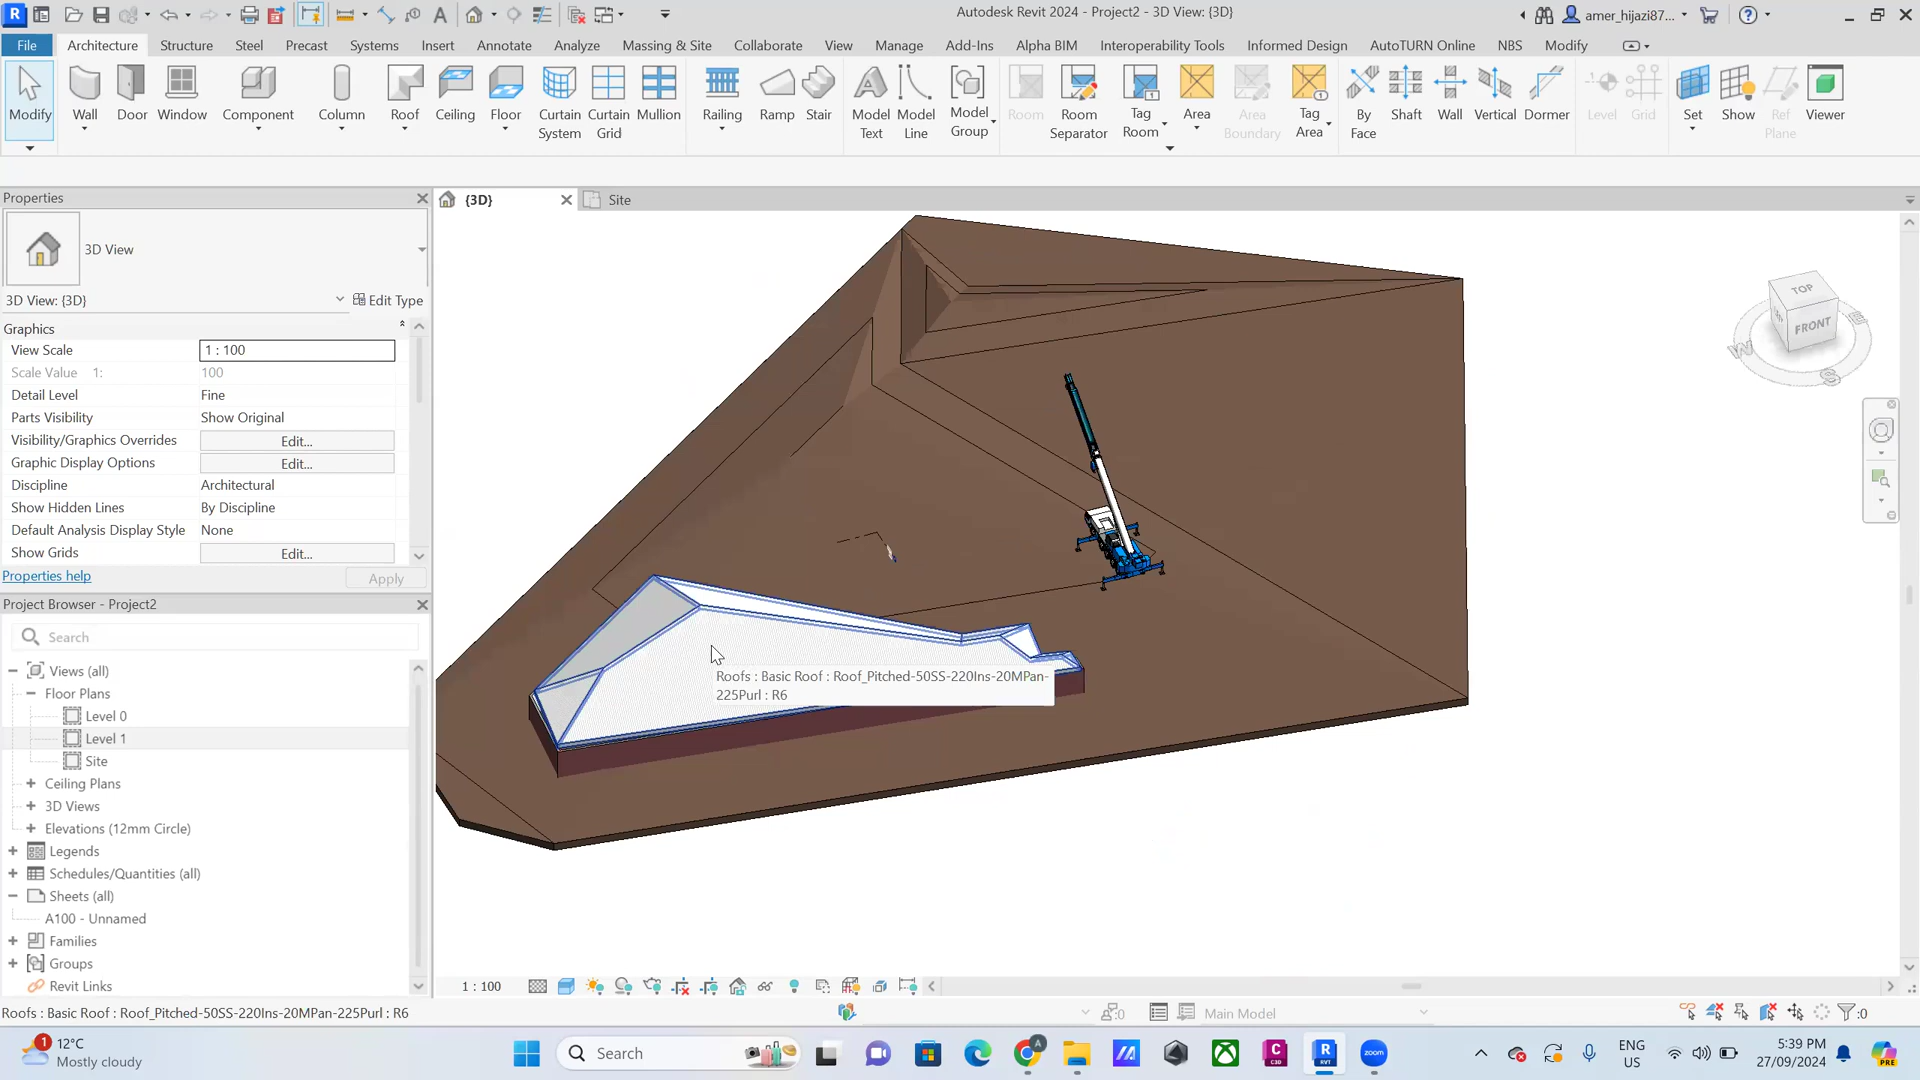 Autodesk Revit 2024 - Project2 - 3D View: {3D}
amer_hijazi87...
File Architecture Structure Steel Precast Systems Insert Annotate Analyze Massing & Site Collaborate View Manage Add-Ins Alpha BIM Interoperability Tools Informed Design AutoTURN Online NBS Modify
Modify Wall Door Window Component Column Roof Ceiling Floor Curtain System Curtain Grid Mullion Railing Ramp Stair Model Text Model Line Model Group Room Room Separator Tag Room Area Area Boundary Tag Area By Face Shaft Wall Vertical Dormer Level Grid Set Show Ref Plane Viewer
Properties
{3D}
Site
3D View
3D View: {3D}
Edit Type
Graphics
View Scale 1 : 100
Scale Value 1: 100
Detail Level Fine
Parts Visibility Show Original
Visibility/Graphics Overrides Edit...
Graphic Display Options Edit...
Discipline Architectural
Show Hidden Lines By Discipline
Default Analysis Display Style None
Show Grids Edit...
Properties help
Apply
Project Browser - Project2
Search
Views (all)
Floor Plans
Level 0
Level 1
Site
Ceiling Plans
3D Views
Elevations (12mm Circle)
Legends
Schedules/Quantities (all)
Sheets (all)
A100 - Unnamed
Families
Groups
Revit Links
TOP
FRONT
W
S
E
Roofs : Basic Roof : Roof_Pitched-50SS-220Ins-20MPan-
225Purl : R6
1 : 100
Roofs : Basic Roof : Roof_Pitched-50SS-220Ins-20MPan-225Purl : R6
:0
Main Model
:0
1
12°C
Mostly cloudy
Search
zoom
ENG
US
5:39 PM
27/09/2024
PRE